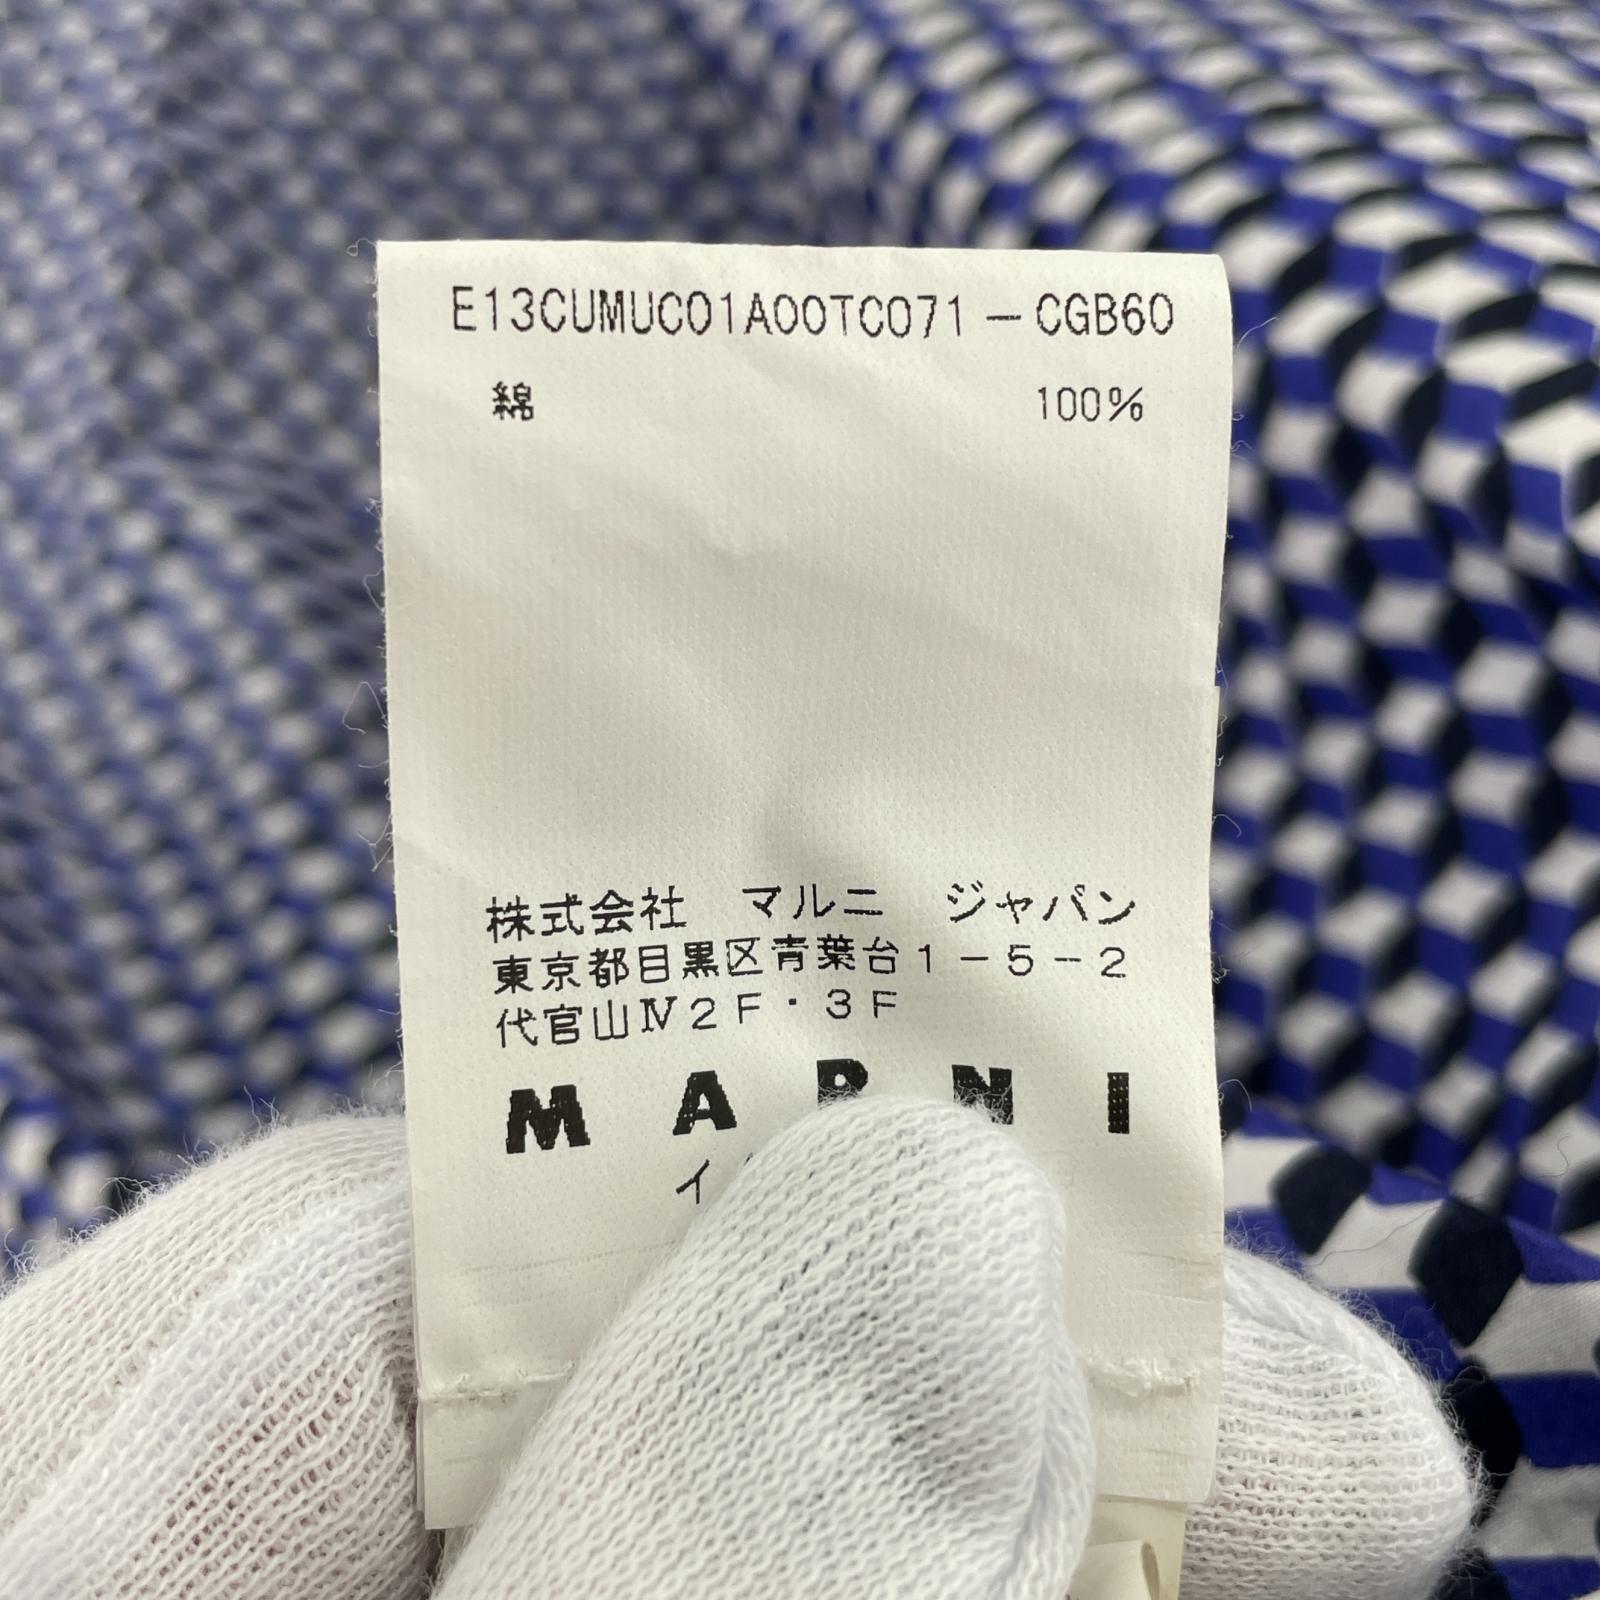 E13CUMUC01A00TC071－CGB60
綿 100%
株式会社 マルニ ジャパン
東京都目黒区青葉台1－5－2
代官山Ⅳ2F・3F
MARNI